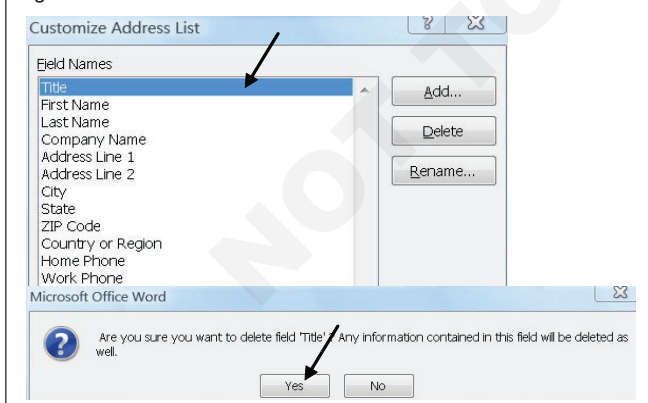 Customize Address List
Field Names
Title
First Name
Last Name
Company Name
Address Line 1
Address Line 2
City
State
ZIP Code
Country or Region
Home Phone
Work Phone
Add...
Delete
Rename...
Microsoft Office Word
Are you sure you want to delete field 'Title' ? Any information contained in this field will be deleted as
well.
Yes No
NOT TO